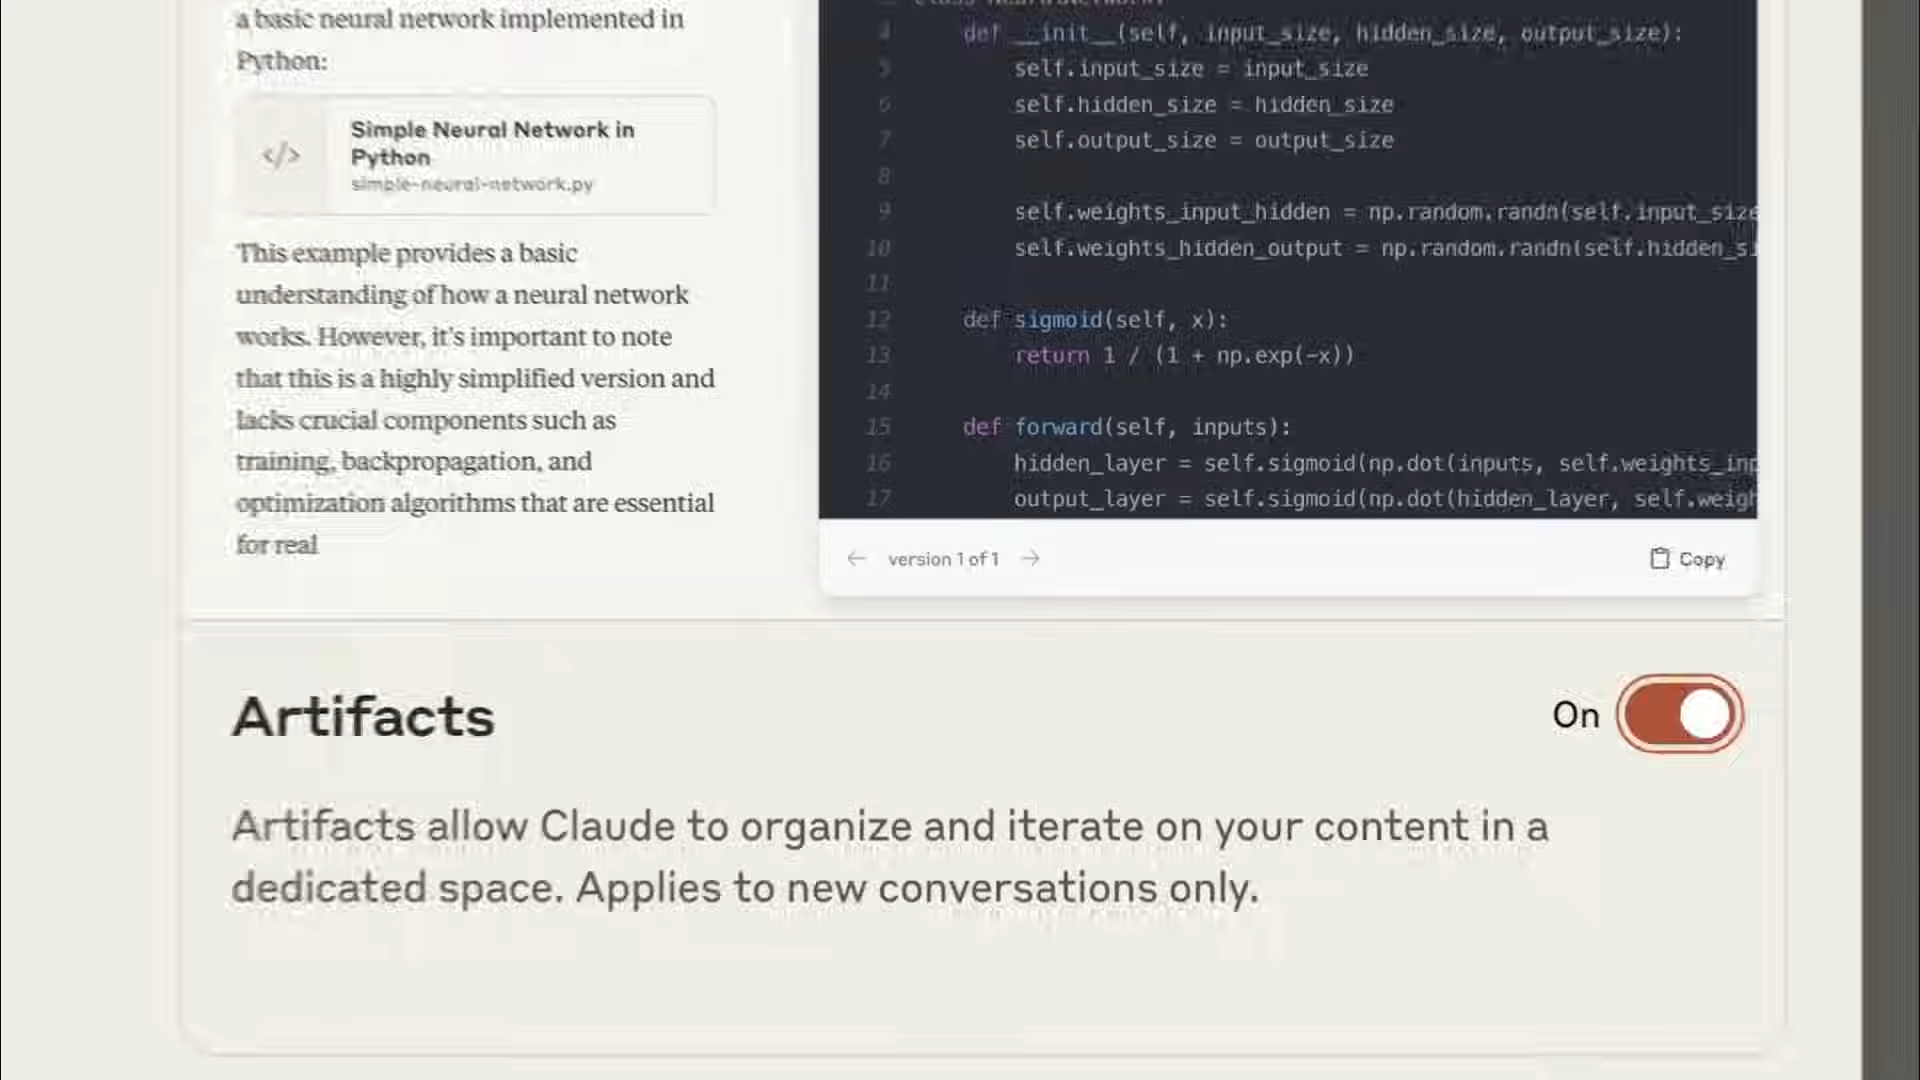 a basic neural network implemented in
Python:
</>
Simple Neural Network in
Python
simple-neural-network.py
This example provides a basic
understanding of how a neural network
works. However, it's important to note
that this is a highly simplified version and
lacks crucial components such as
training, backpropagation, and
optimization algorithms that are essential
for real
4 def __init__(self, input_size, hidden_size, output_size):
5 self.input_size = input_size
6 self.hidden_size = hidden_size
7 self.output_size = output_size
8
9 self.weights_input_hidden = np.random.randn(self.input_size
10 self.weights_hidden_output = np.random.randn(self.hidden_si
11
12 def sigmoid(self, x):
13 return 1 / (1 + np.exp(-x))
14
15 def forward(self, inputs):
16 hidden_layer = self.sigmoid(np.dot(inputs, self.weights_inp
17 output_layer = self.sigmoid(np.dot(hidden_layer, self.weigh
← version 1 of 1 →
Copy
Artifacts
On
Artifacts allow Claude to organize and iterate on your content in a
dedicated space. Applies to new conversations only.